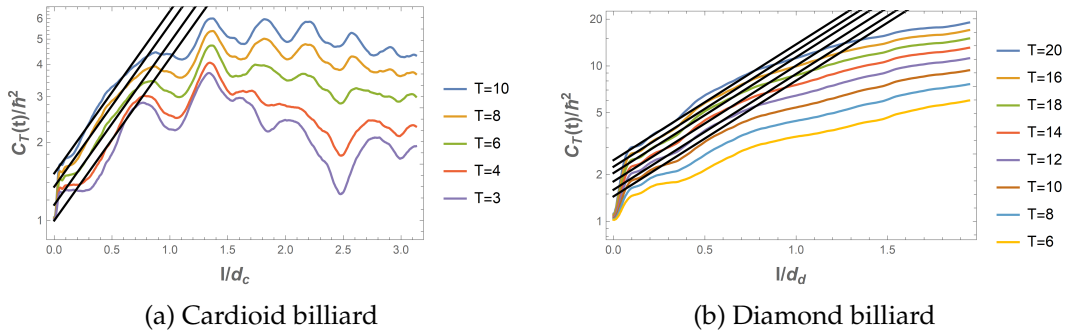 C_T(t)/ħ²
6
5
4
3
2
1
0.0 0.5 1.0 1.5 2.0 2.5 3.0
l/d_c
T=10
T=8
T=6
T=4
T=3
(a) Cardioid billiard
C_T(t)/ħ²
20
10
5
2
1
0.0 0.5 1.0 1.5
l/d_d
T=20
T=16
T=18
T=14
T=12
T=10
T=8
T=6
(b) Diamond billiard